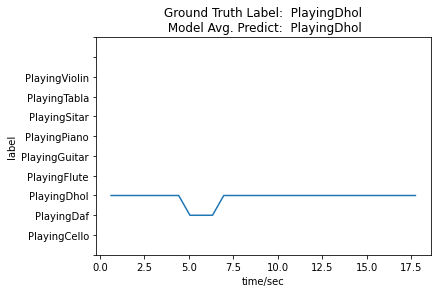 Ground Truth Label:  PlayingDhol
Model Avg. Predict:  PlayingDhol
label
PlayingViolin
PlayingTabla
PlayingSitar
PlayingPiano
PlayingGuitar
PlayingFlute
PlayingDhol
PlayingDaf
PlayingCello
0.0 2.5 5.0 7.5 10.0 12.5 15.0 17.5
time/sec